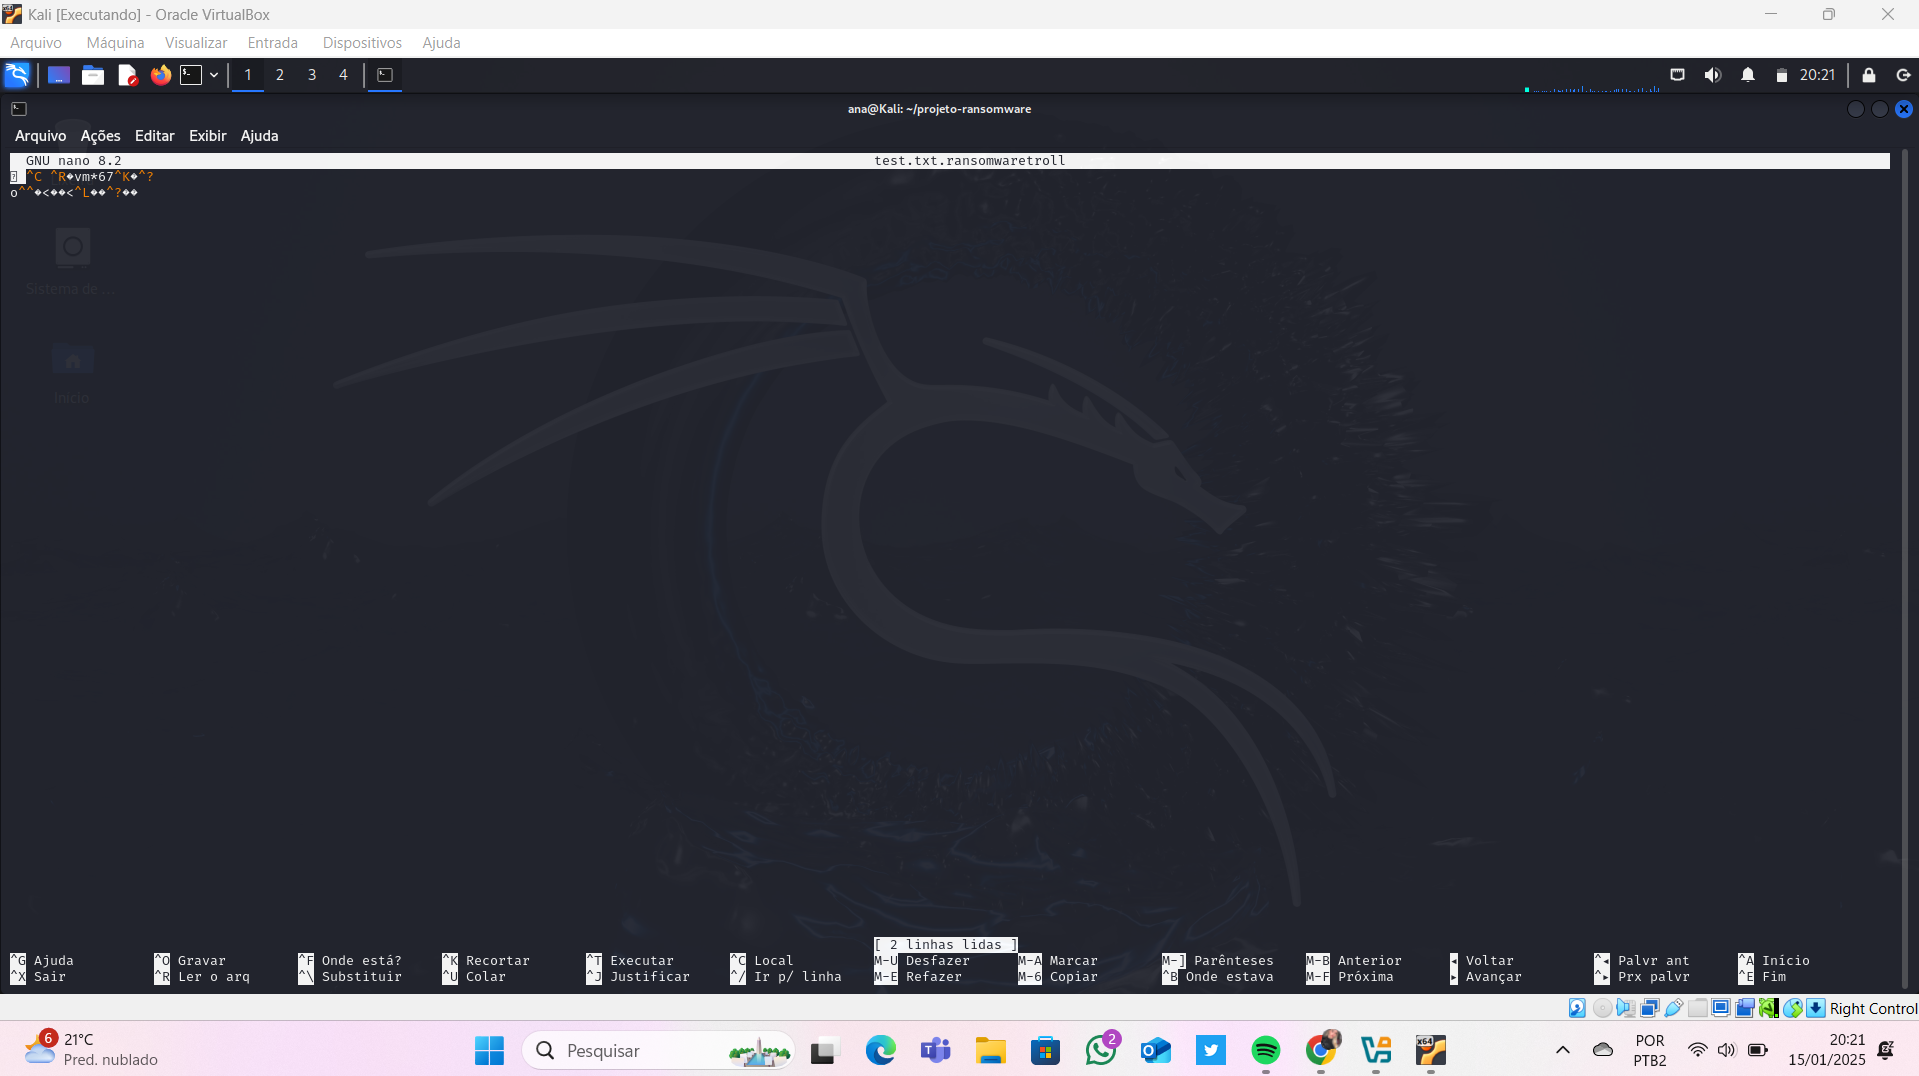 Kali [Executando] - Oracle VirtualBox
Arquivo Máquina Visualizar Entrada Dispositivos Ajuda
1 2 3 4 20:21
ana@Kali: ~/projeto-ransomware
Arquivo Ações Editar Exibir Ajuda
GNU nano 8.2 test.txt.ransomwaretroll
^C ^R�vm*67^K�^?
o^^�<��<^L��^?��
Sistema de ...
Início
[ 2 linhas lidas ]
^G Ajuda ^O Gravar ^F Onde está? ^K Recortar ^T Executar ^C Local M-U Desfazer M-A Marcar M-] Parênteses M-B Anterior ◂ Voltar ^◂ Palvr ant ^A Início
^X Sair ^R Ler o arq ^\ Substituir ^U Colar ^J Justificar ^/ Ir p/ linha M-E Refazer M-6 Copiar ^B Onde estava M-F Próxima ▸ Avançar ^▸ Prx palvr ^E Fim
Right Control
6 21°C
Pred. nublado
Pesquisar
2
POR
PTB2
20:21
15/01/2025